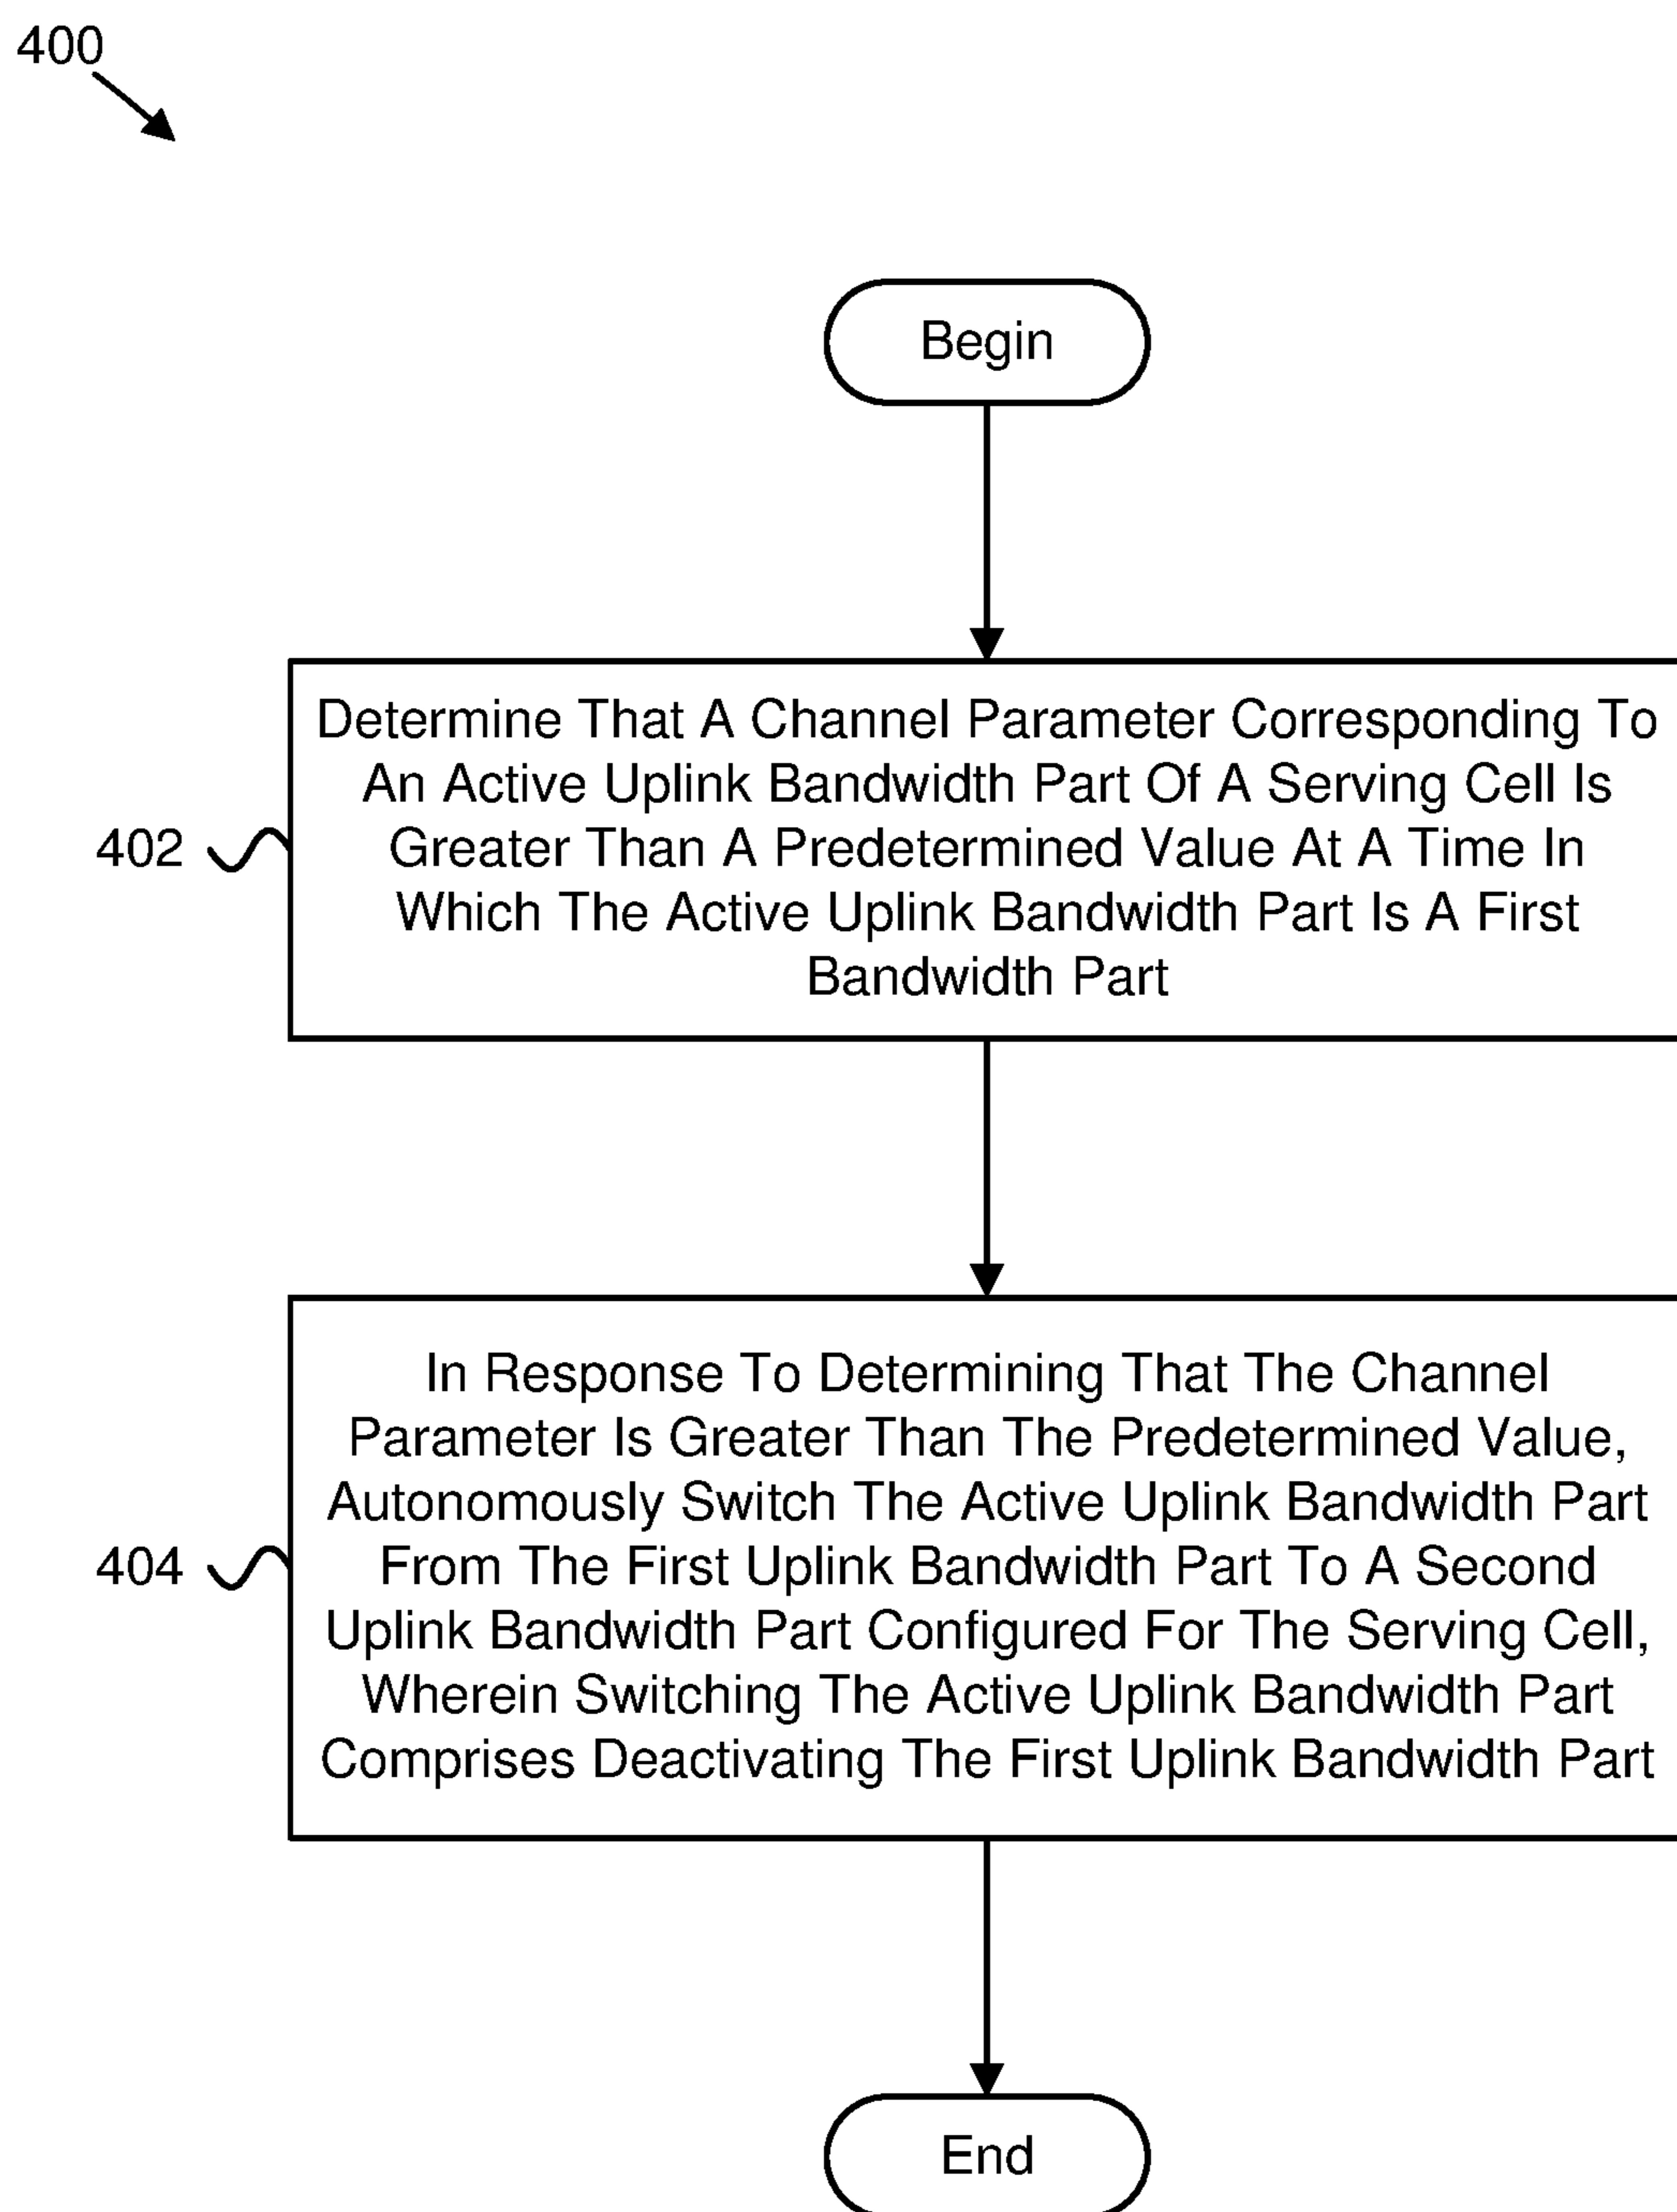 400
Begin
Determine That A Channel Parameter Corresponding To
An Active Uplink Bandwidth Part Of A Serving Cell Is
Greater Than A Predetermined Value At A Time In
Which The Active Uplink Bandwidth Part Is A First
Bandwidth Part
402
In Response To Determining That The Channel
Parameter Is Greater Than The Predetermined Value,
Autonomously Switch The Active Uplink Bandwidth Part
From The First Uplink Bandwidth Part To A Second
Uplink Bandwidth Part Configured For The Serving Cell,
Wherein Switching The Active Uplink Bandwidth Part
Comprises Deactivating The First Uplink Bandwidth Part
404
End